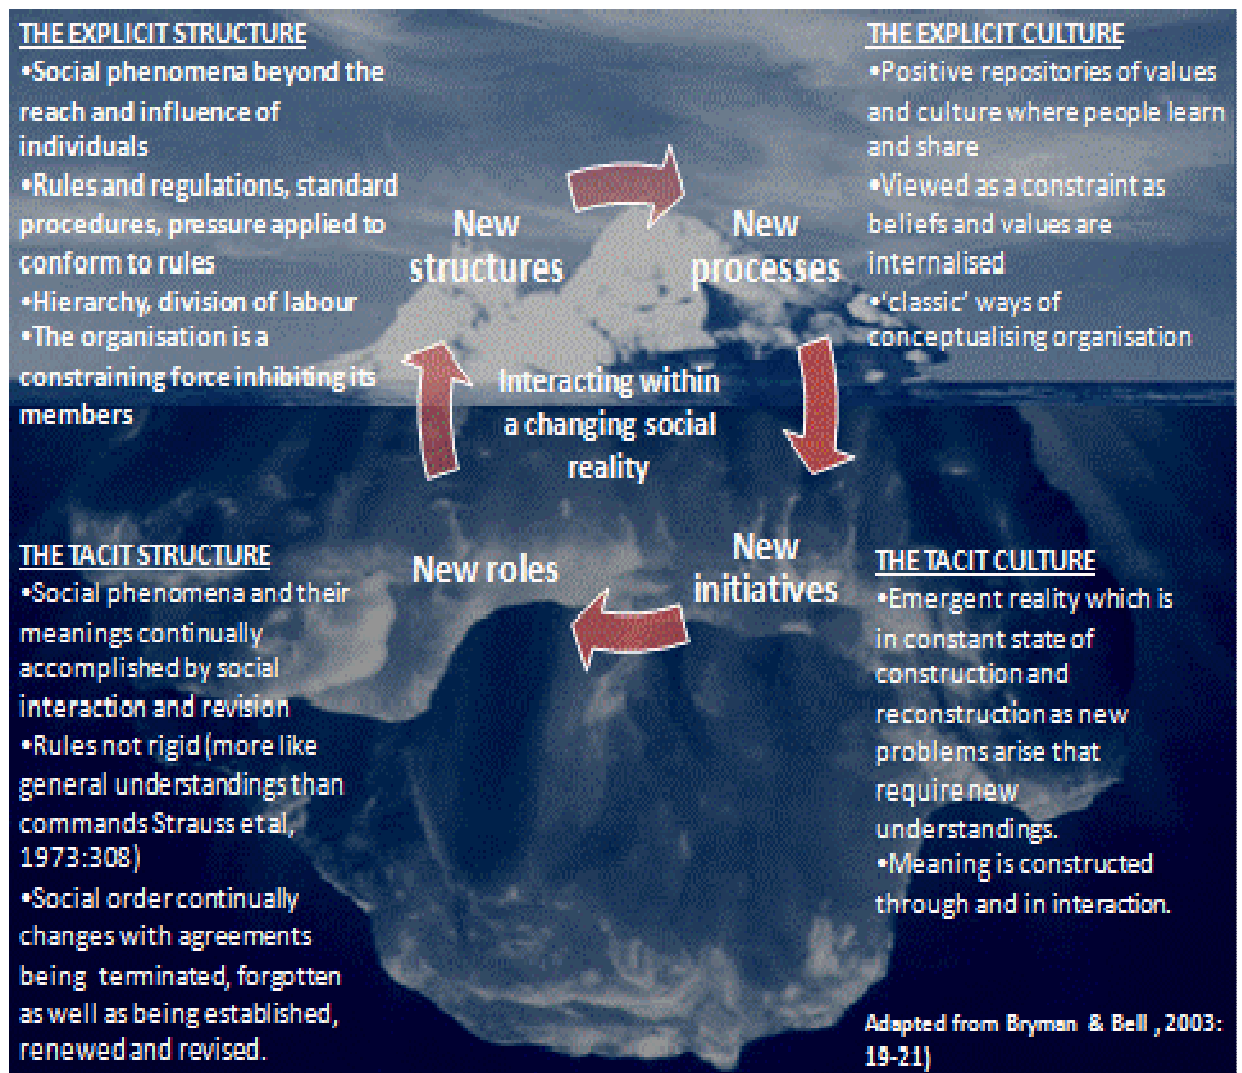 THE EXPLICIT STRUCTURE
•Social phenomena beyond the
reach and influence of
individuals
•Rules and regulations, standard
procedures, pressure applied to
conform to rules
•Hierarchy, division of labour
•The organisation is a
constraining force inhibiting its
members
THE EXPLICIT CULTURE
•Positive repositories of values
and culture where people learn
and share
•Viewed as a constraint as
beliefs and values are
internalised
•‘classic’ ways of
conceptualising organisation
New
structures
New
processes
Interacting within
a changing social
reality
New roles
New
initiatives
THE TACIT STRUCTURE
•Social phenomena and their
meanings continually
accomplished by social
interaction and revision
•Rules not rigid (more like
general understandings than
commands Strauss et al,
1973:308)
•Social order continually
changes with agreements
being terminated, forgotten
as well as being established,
renewed and revised.
THE TACIT CULTURE
•Emergent reality which is
in constant state of
construction and
reconstruction as new
problems arise that
require new
understandings.
•Meaning is constructed
through and in interaction.
Adapted from Bryman & Bell , 2003:
19-21)